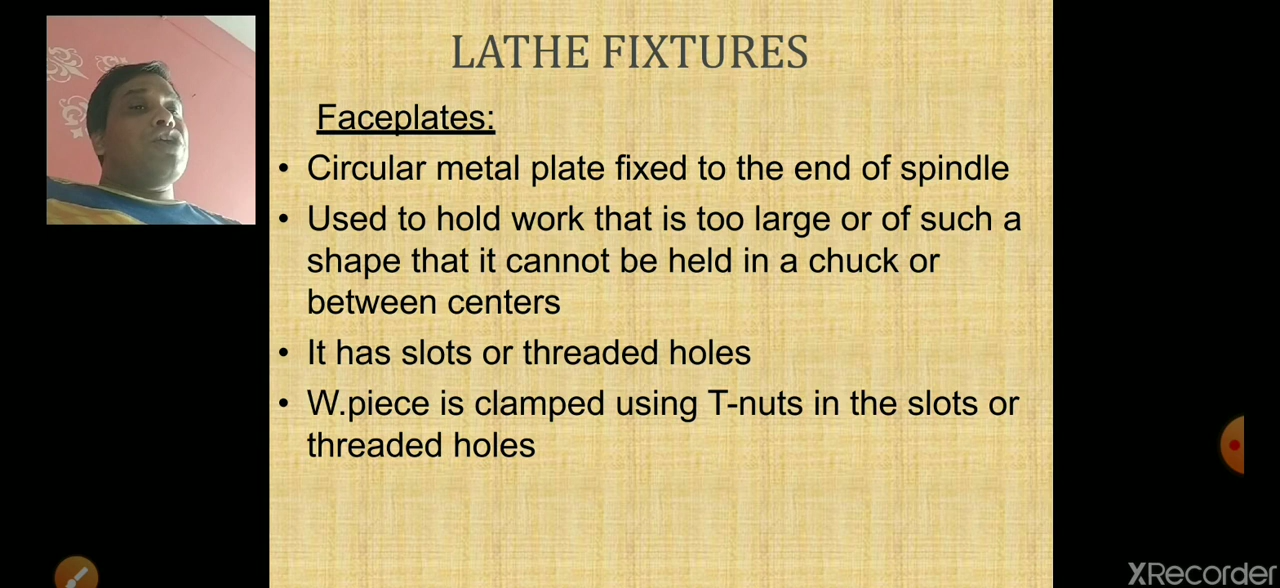 LATHE FIXTURES
Faceplates:
• Circular metal plate fixed to the end of spindle
• Used to hold work that is too large or of such a
shape that it cannot be held in a chuck or
between centers
• It has slots or threaded holes
• W.piece is clamped using T-nuts in the slots or
threaded holes
XRecorder